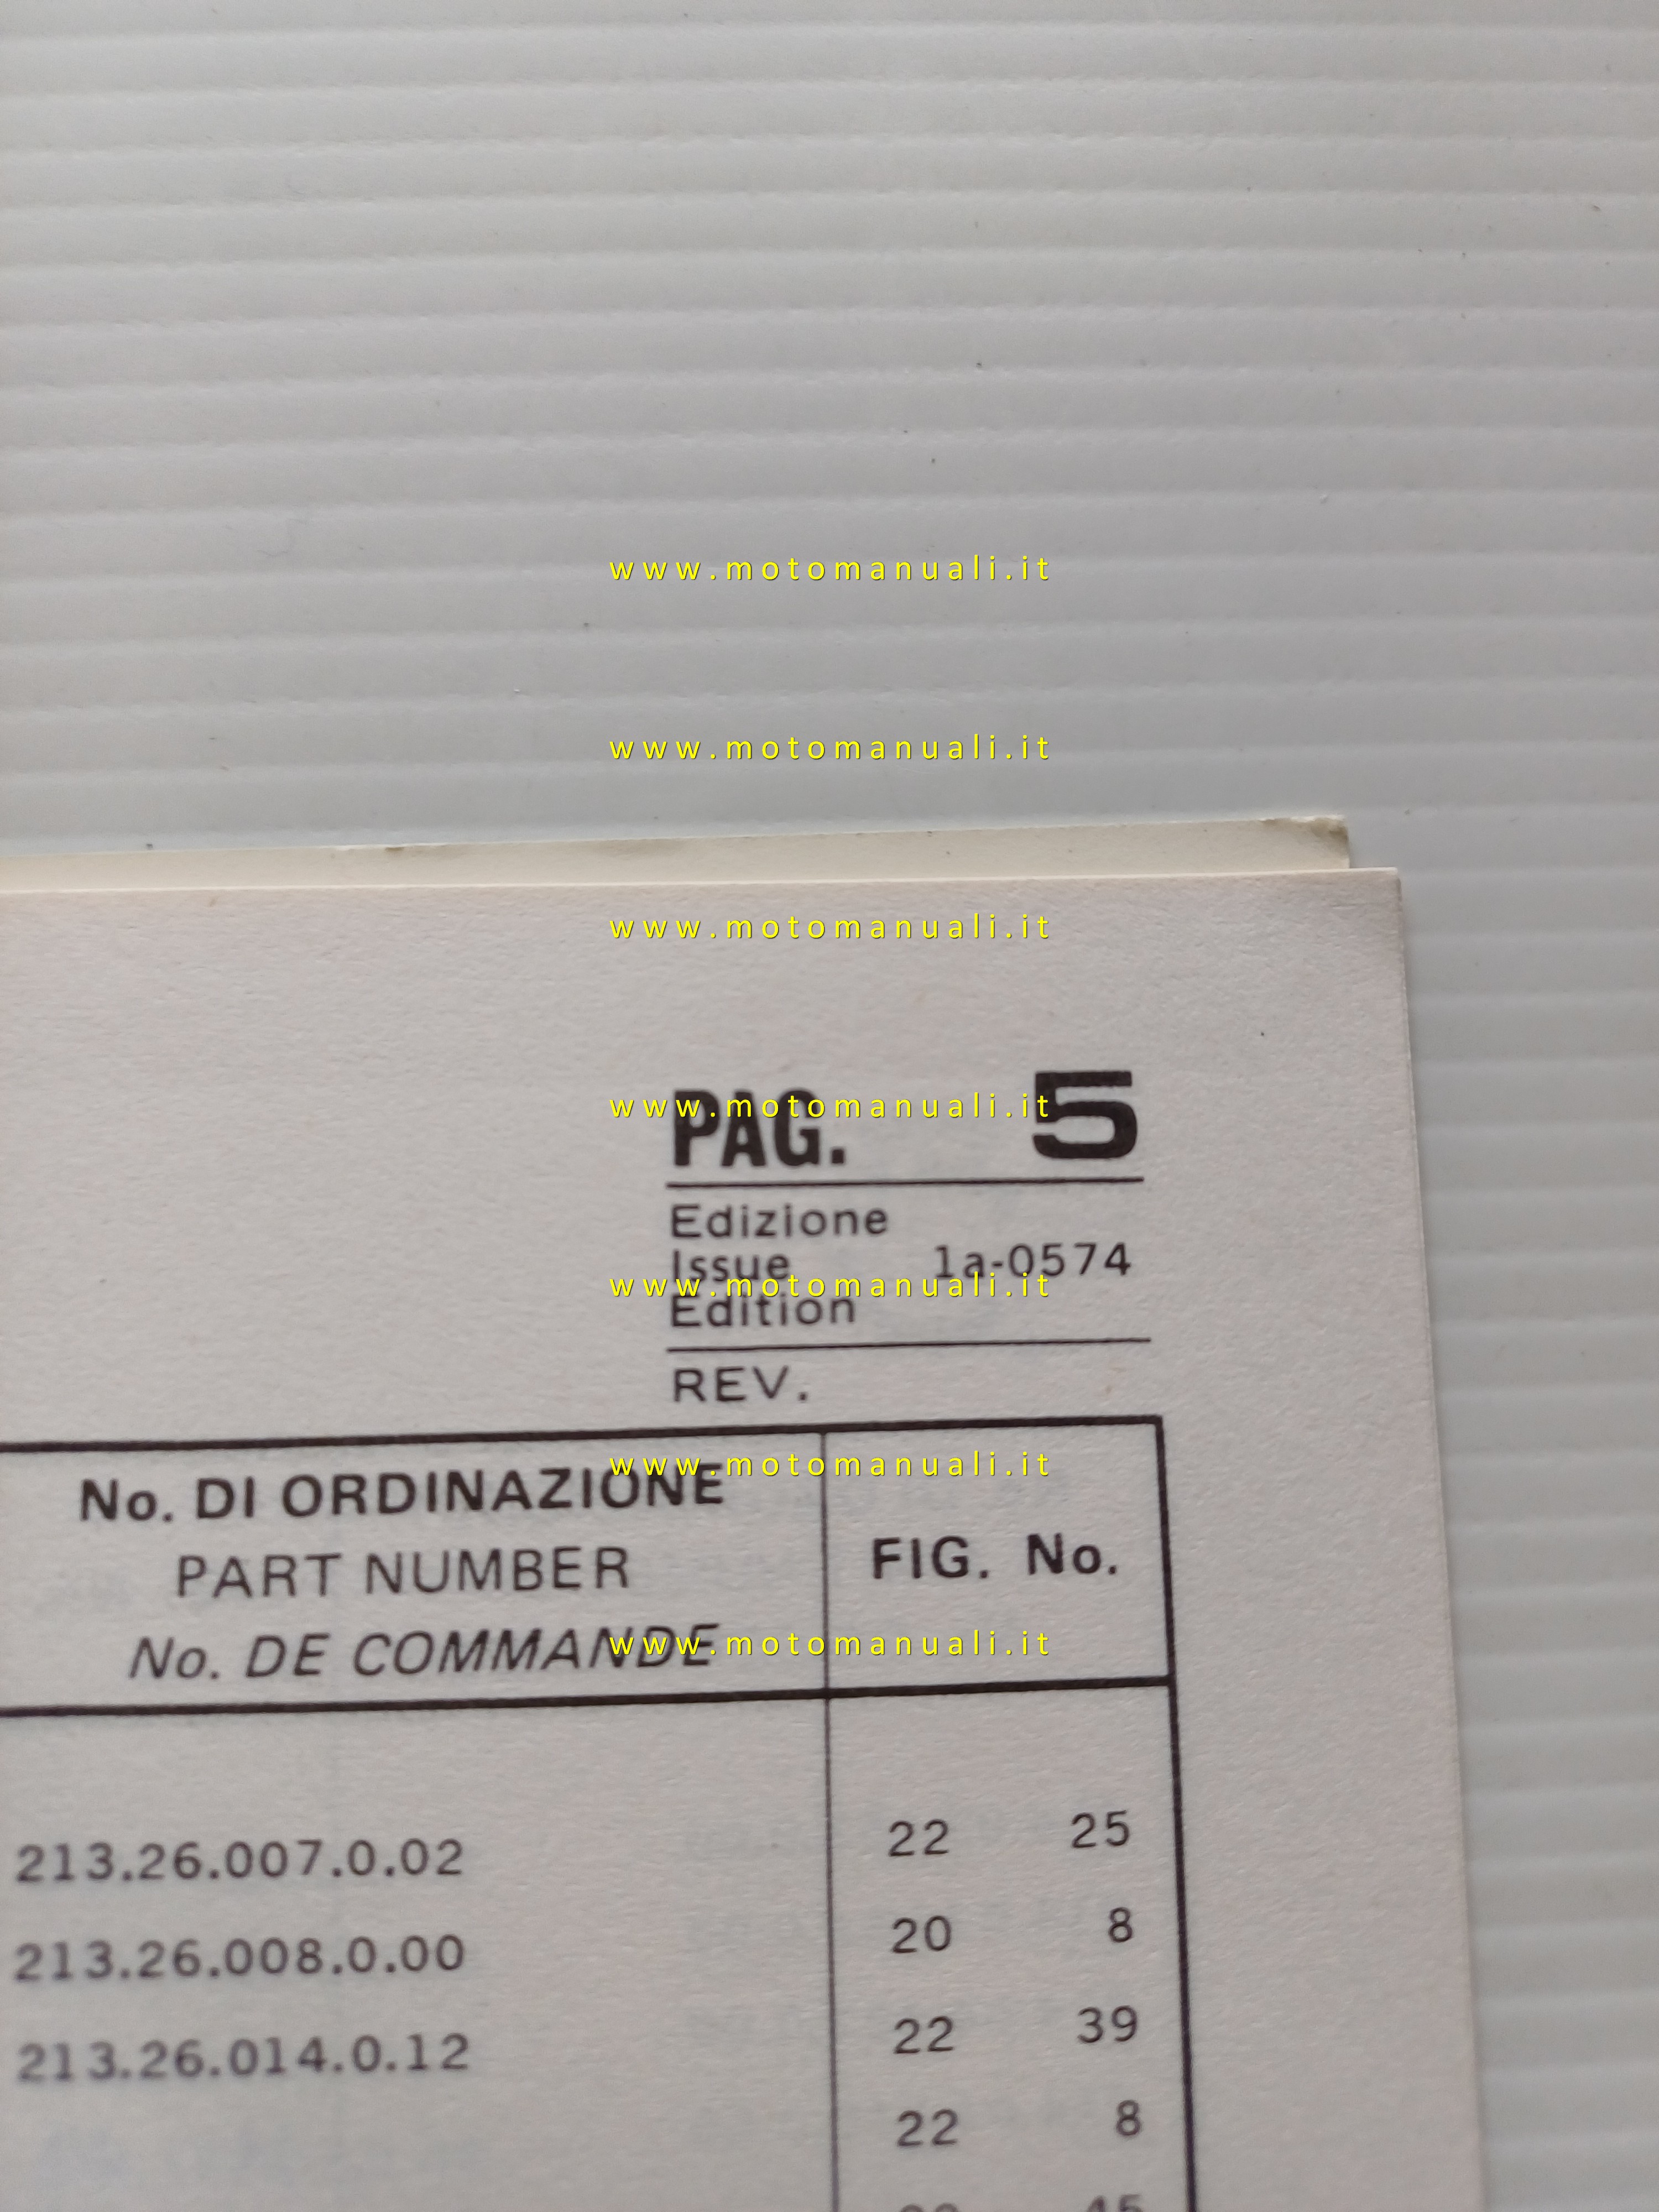 www.motomanuali.it
www.motomanuali.it
www.motomanuali.it
www.motomanuali.it
PAG. 5
Edizione
Issue 1a-0574
www.motomanuali.it
Edition
REV.
www.motomanuali.it
No. DI ORDINAZIONE
PART NUMBER
FIG. No.
www.motomanuali.it
No. DE COMMANDE
213.26.007.0.02 22 25
213.26.008.0.00 20 8
213.26.014.0.12 22 39
22 8